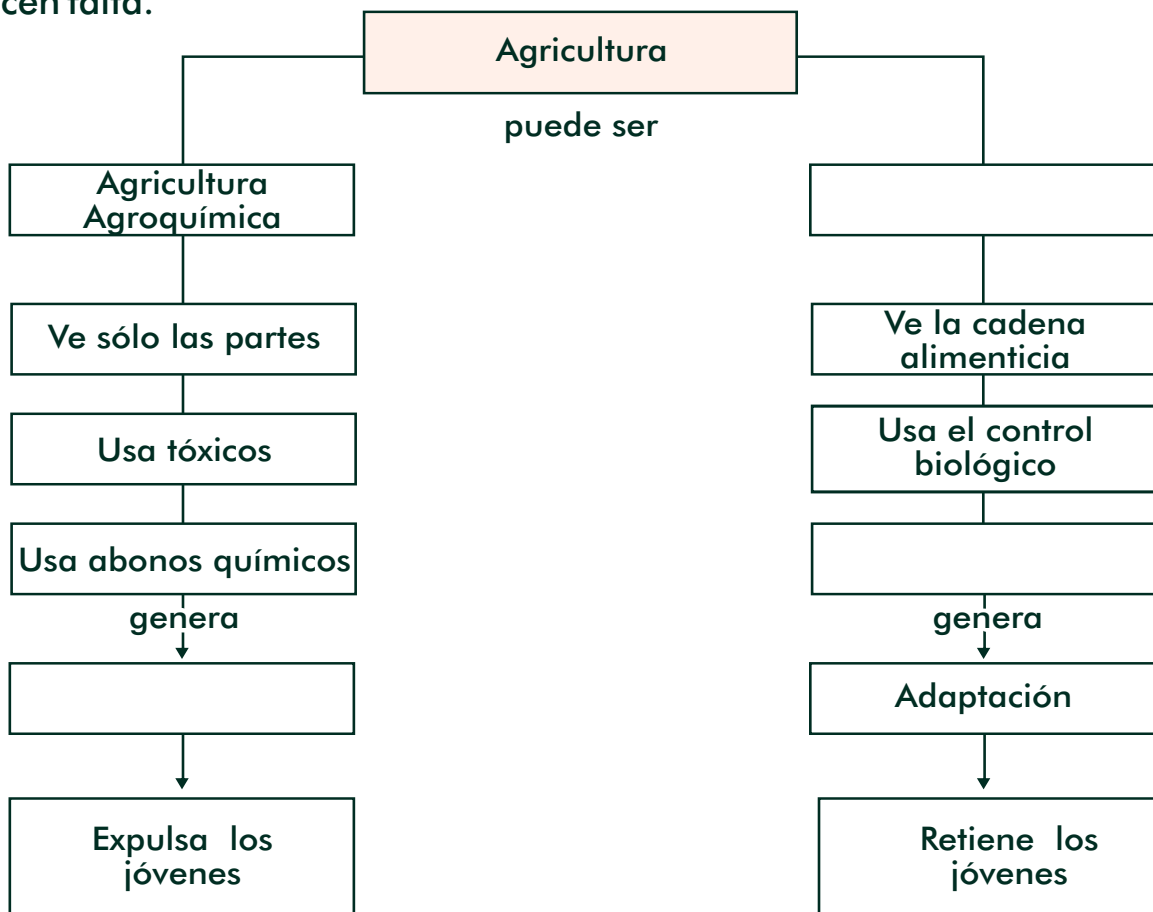 falta.
Agricultura
puede ser
Agricultura
Agroquímica
Ve sólo las partes
Ve la cadena
alimenticia
Usa tóxicos
Usa el control
biológico
Usa abonos químicos
genera
genera
Adaptación
Expulsa los
jóvenes
Retiene los
jóvenes